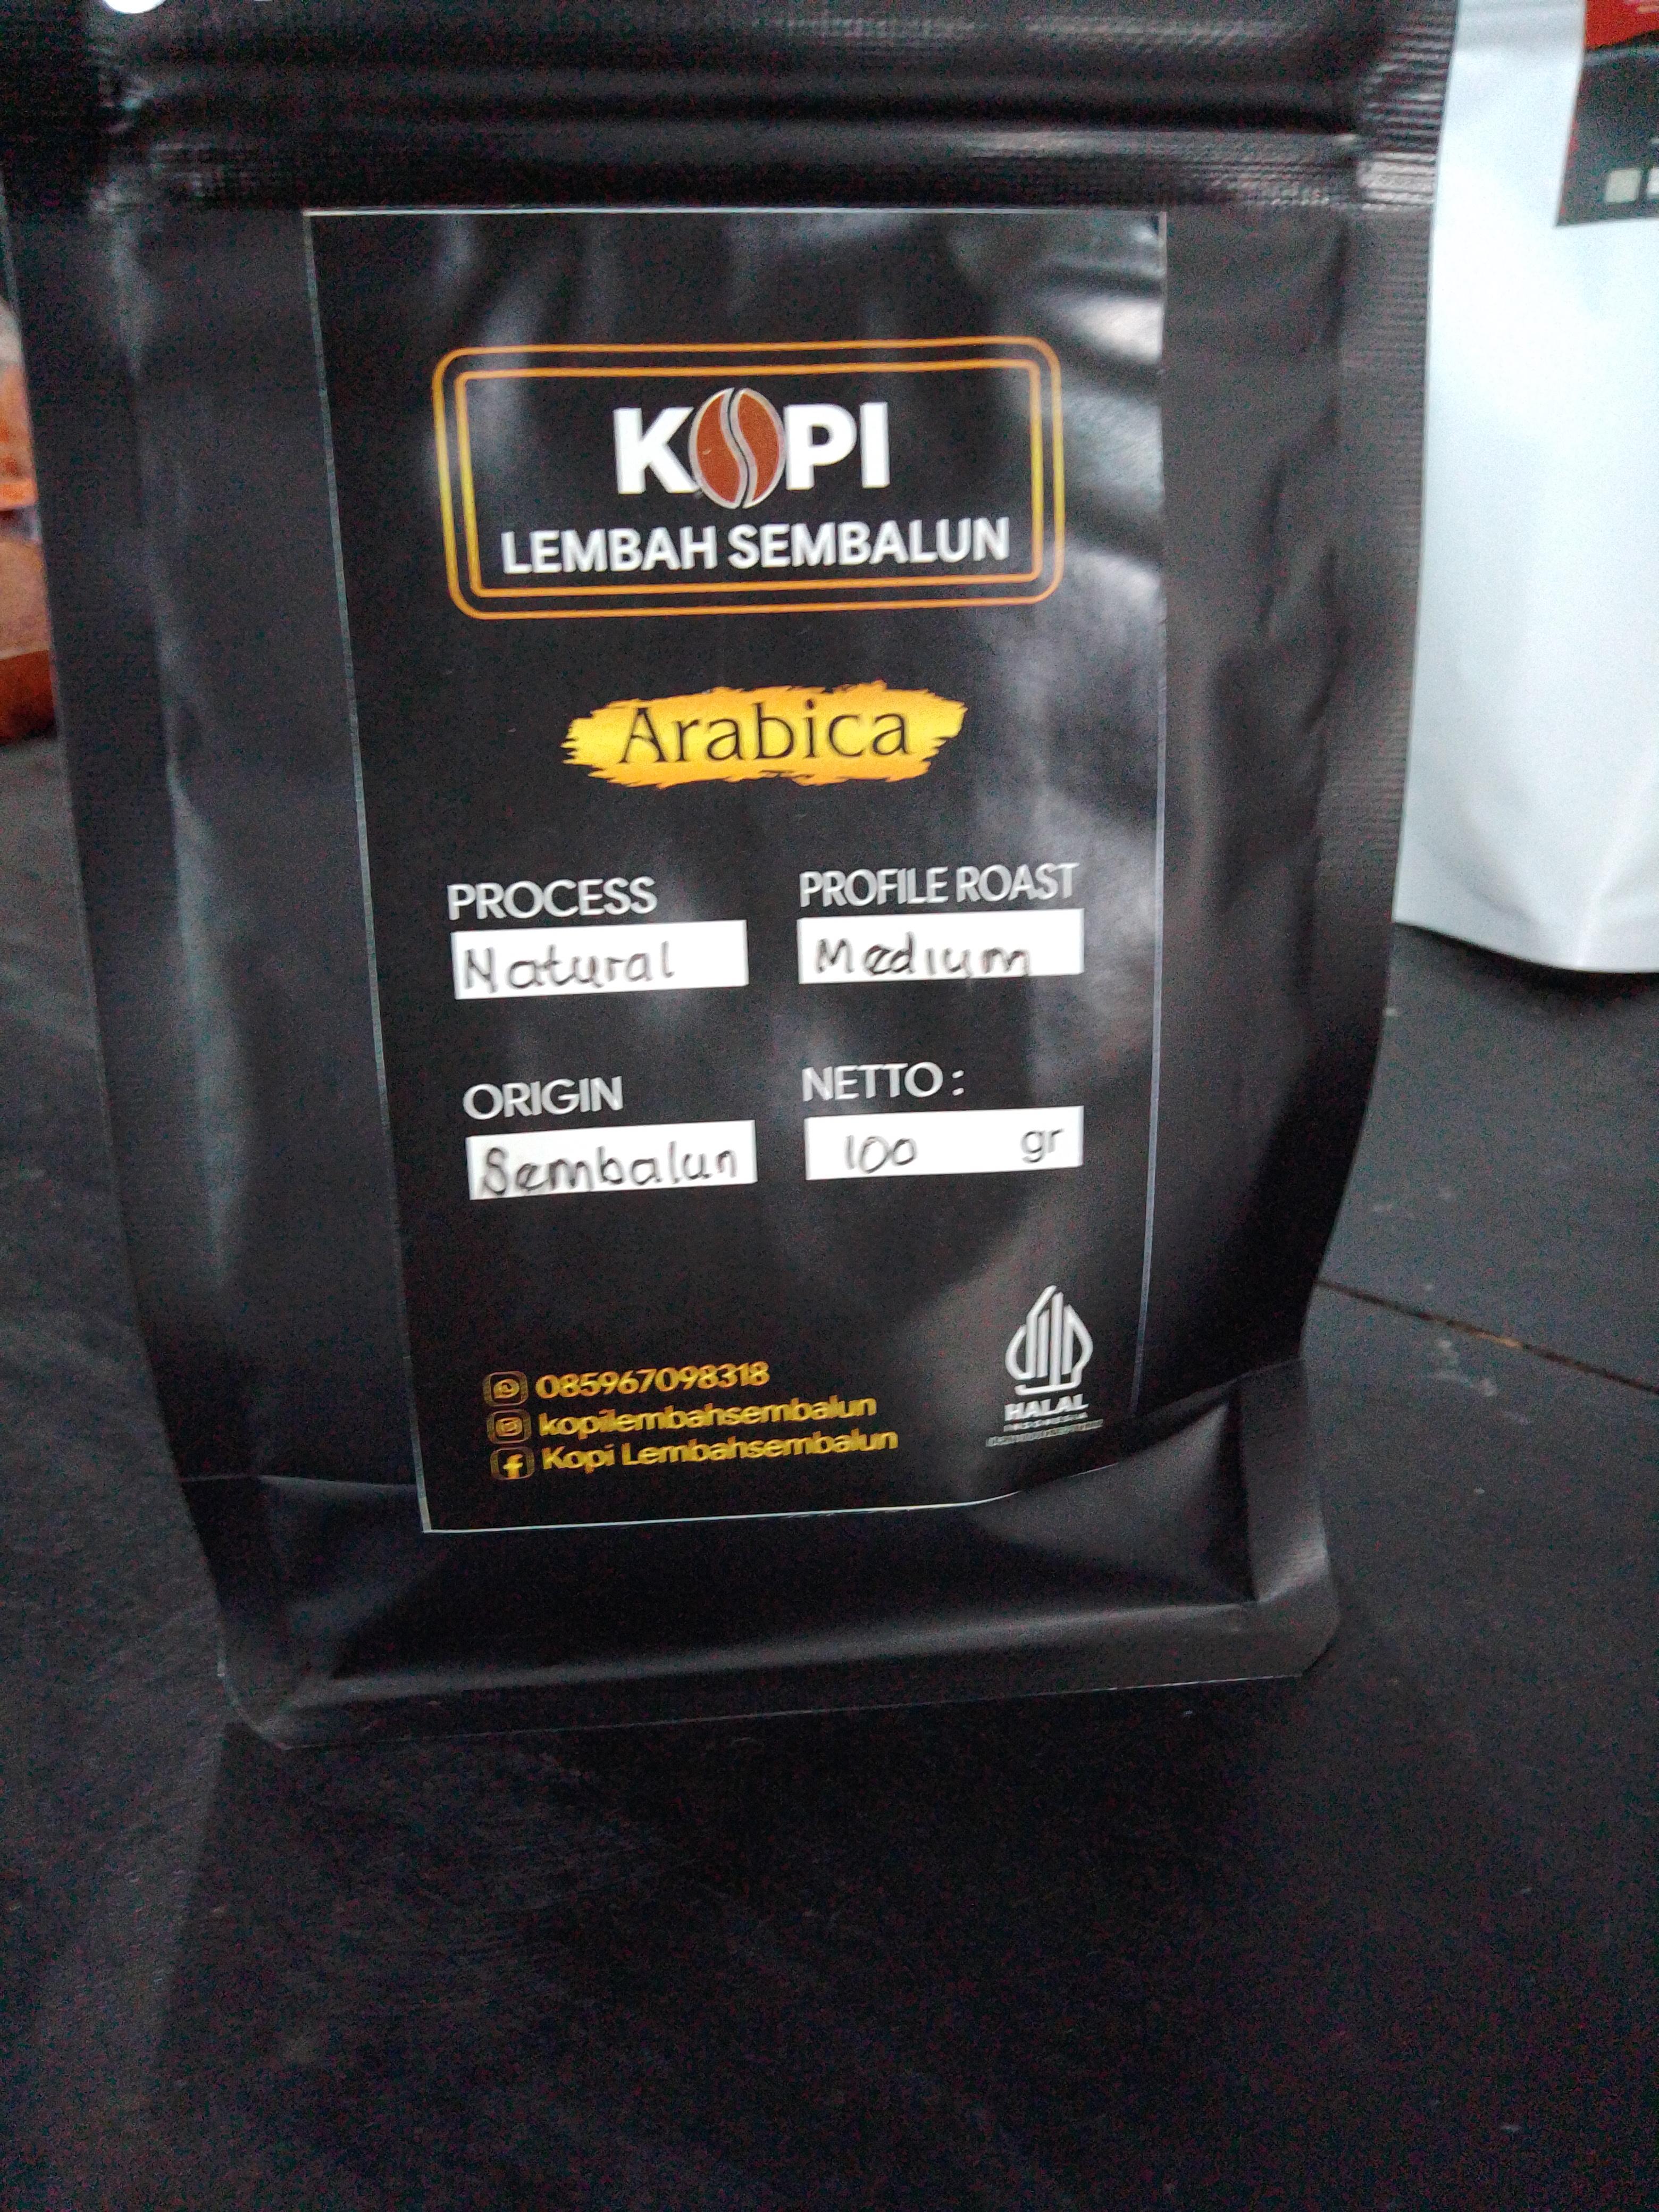 KOPI
LEMBAH SEMBALUN
Arabica
PROCESS PROFILE ROAST
Natural Medium
ORIGIN NETTO :
Sembalun 100 gr
085967098318
kopilembahsembalun
Kopi Lembahsembalun
HALAL
INDONESIA